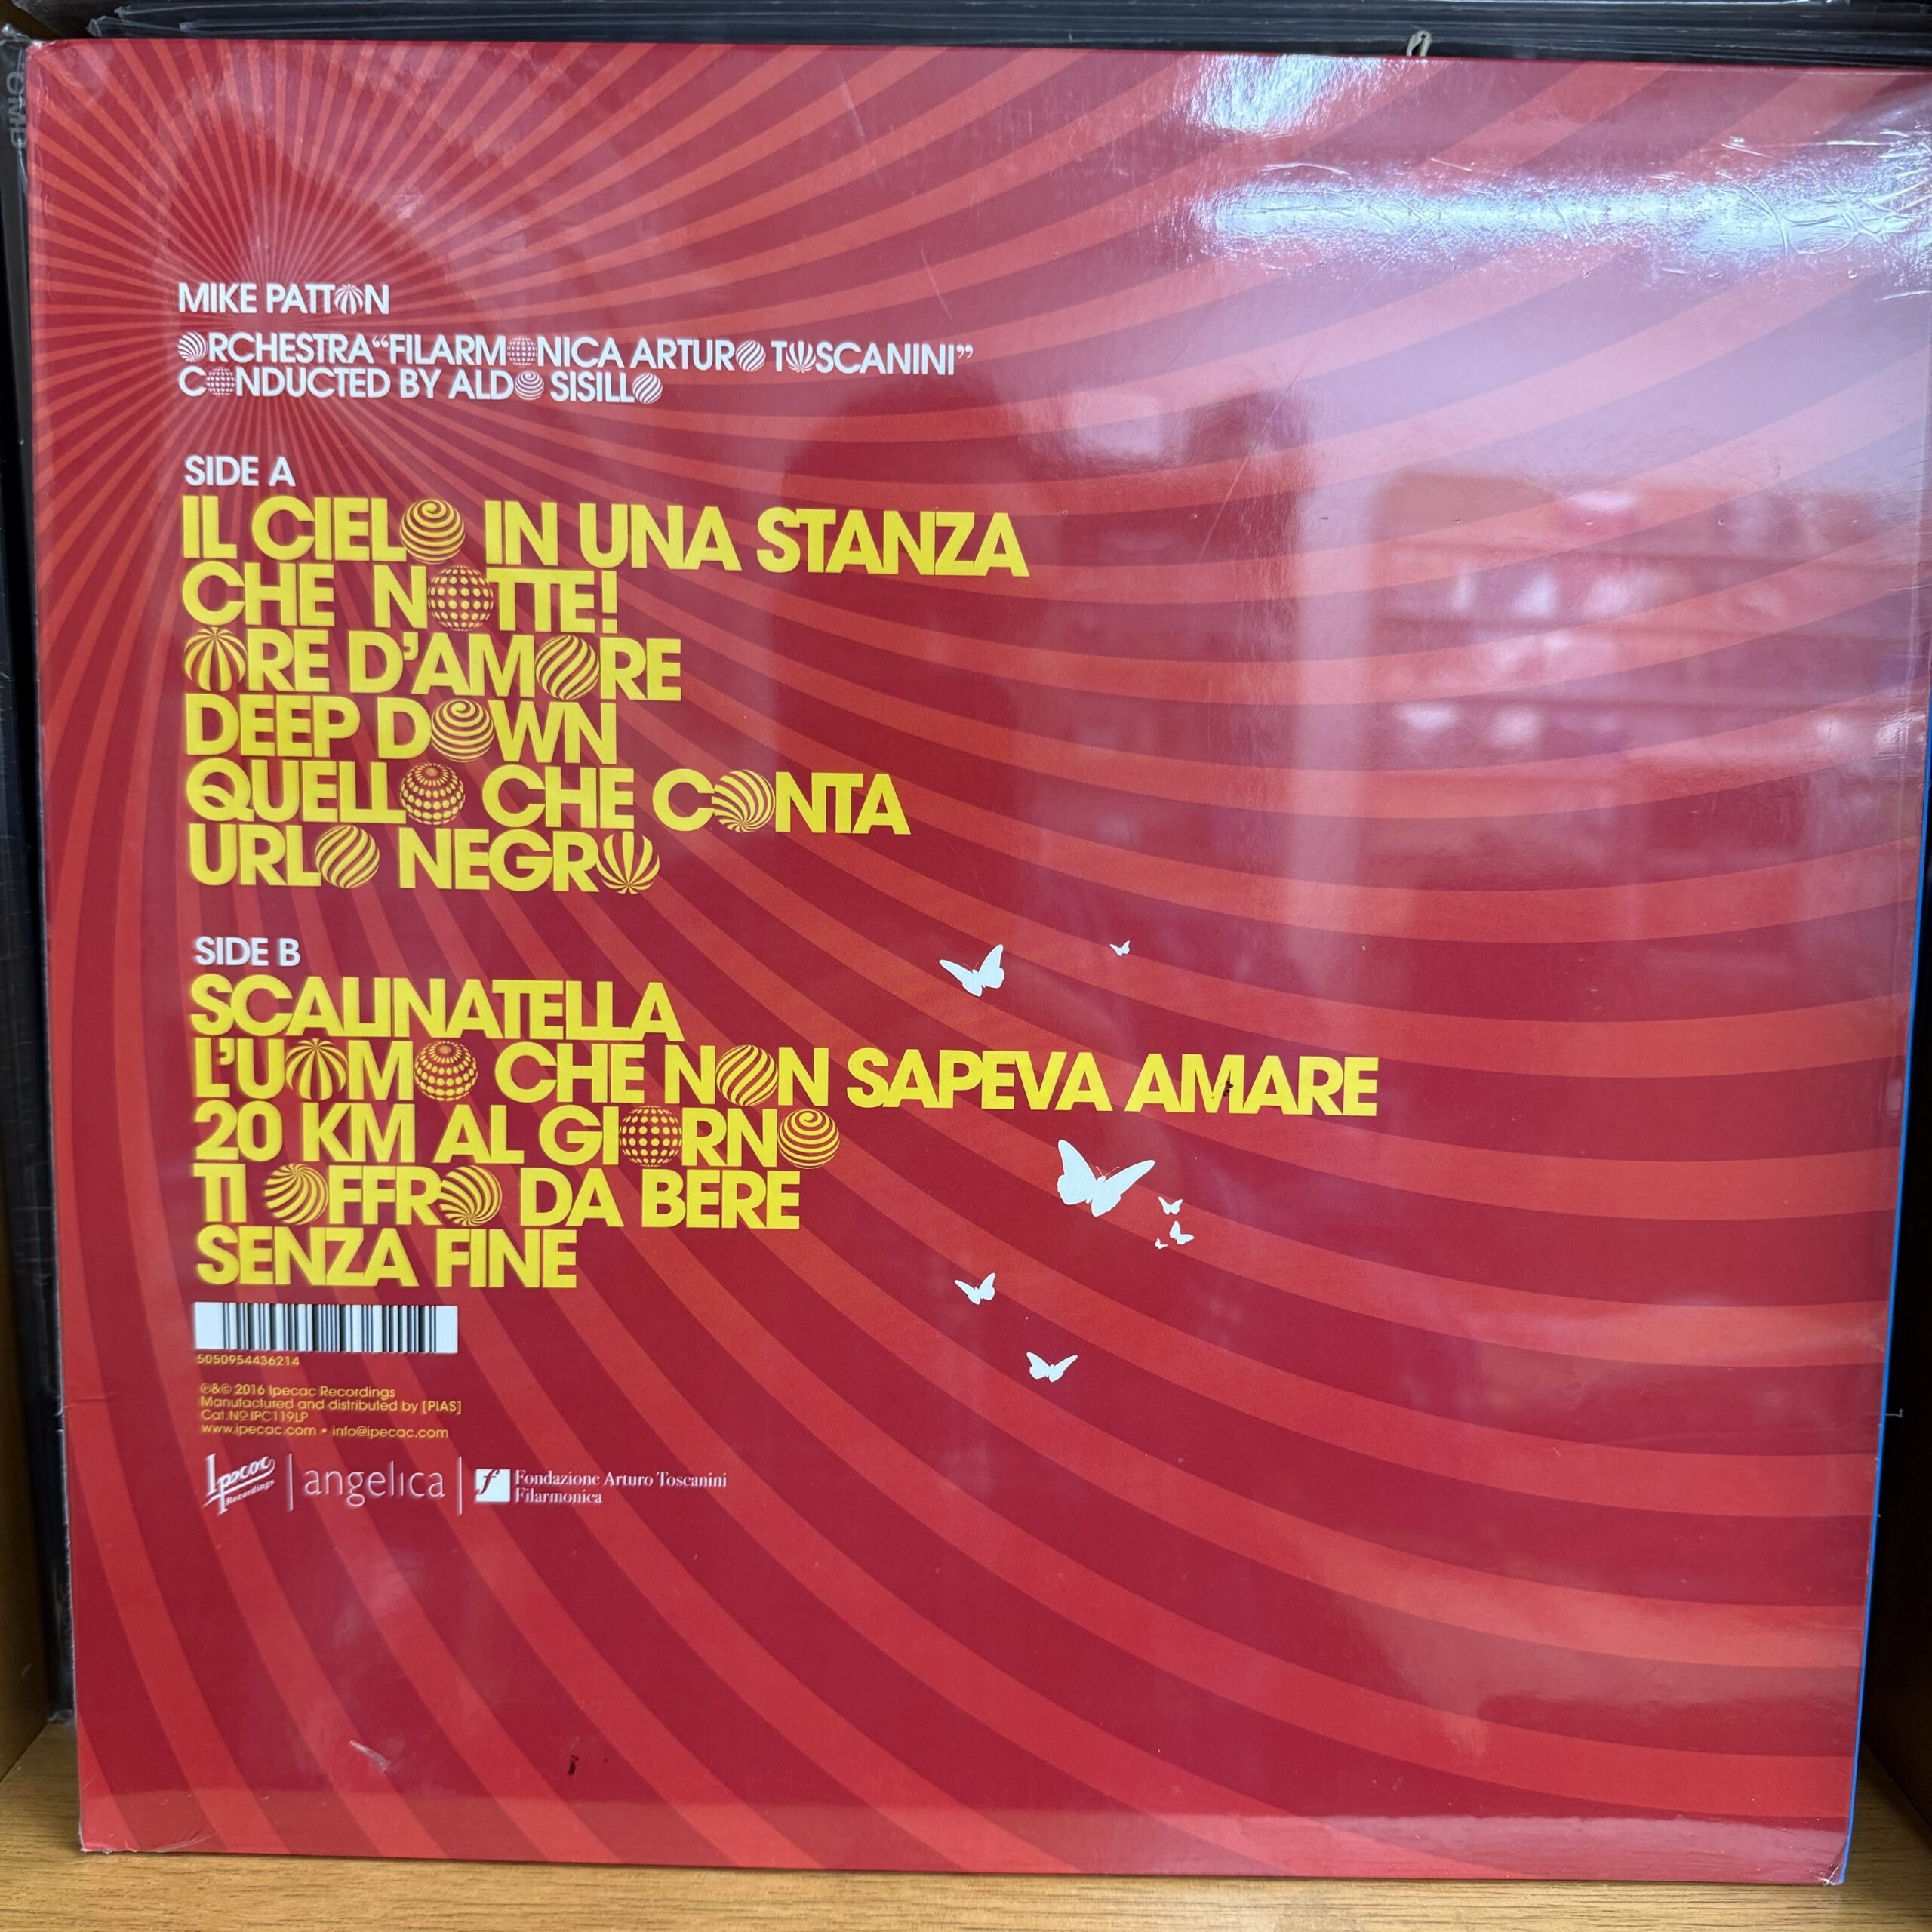 MIKE PATTON
ORCHESTRA “FILARMONICA ARTURO TOSCANINI”
CONDUCTED BY ALDO SISILLO
SIDE A
IL CIELO IN UNA STANZA
CHE NOTTE!
ORE D’AMORE
DEEP DOWN
QUELLO CHE CONTA
URLO NEGRO
SIDE B
SCALINATELLA
L’UOMO CHE NON SAPEVA AMARE
20 KM AL GIORNO
TI OFFRO DA BERE
SENZA FINE
5050954436214
℗&© 2016 Ipecac Recordings
Manufactured and distributed by [PIAS]
Cat.Nº IPC119LP
www.ipecac.com • info@ipecac.com
Ipecac Recordings | angelica | f Fondazione Arturo Toscanini
Filarmonica